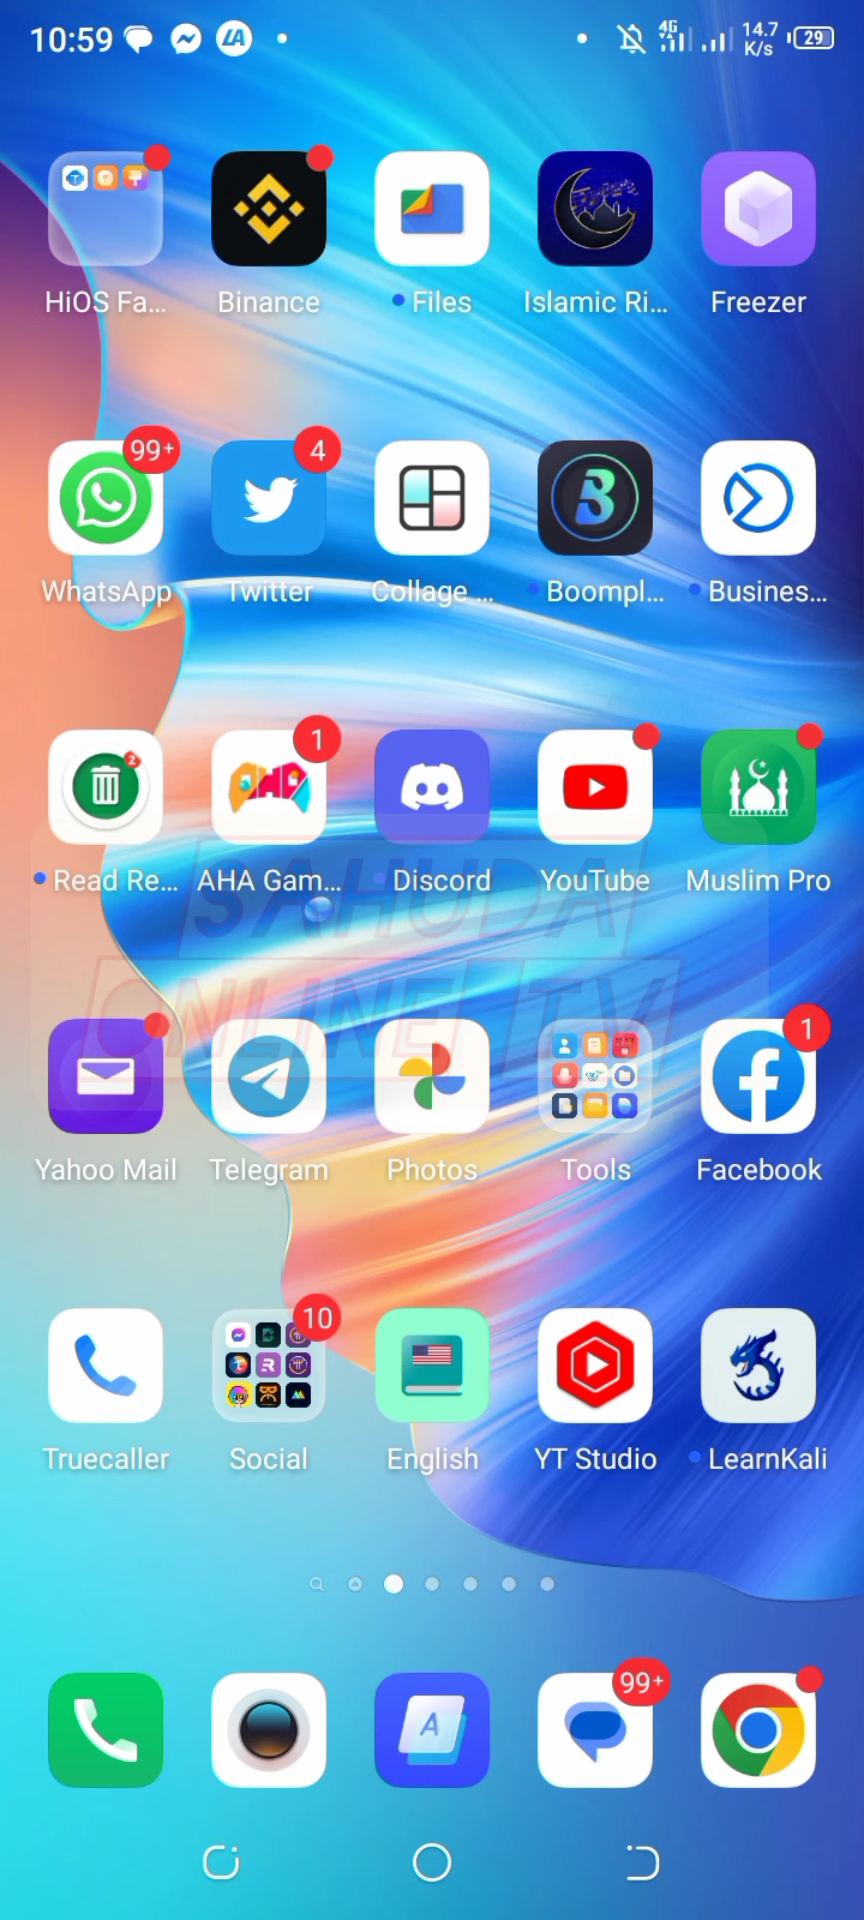 10:59
4G
14.7
K/s
29
HiOS Fa...
Binance
Files
Islamic Ri...
Freezer
99+
4
WhatsApp
Twitter
Collage ...
Boompl...
Busines...
2
1
Read Re...
AHA Gam...
Discord
YouTube
Muslim Pro
SAHUDA
ONLINE TV
1
Yahoo Mail
Telegram
Photos
Tools
Facebook
10
Truecaller
Social
English
YT Studio
LearnKali
A
99+